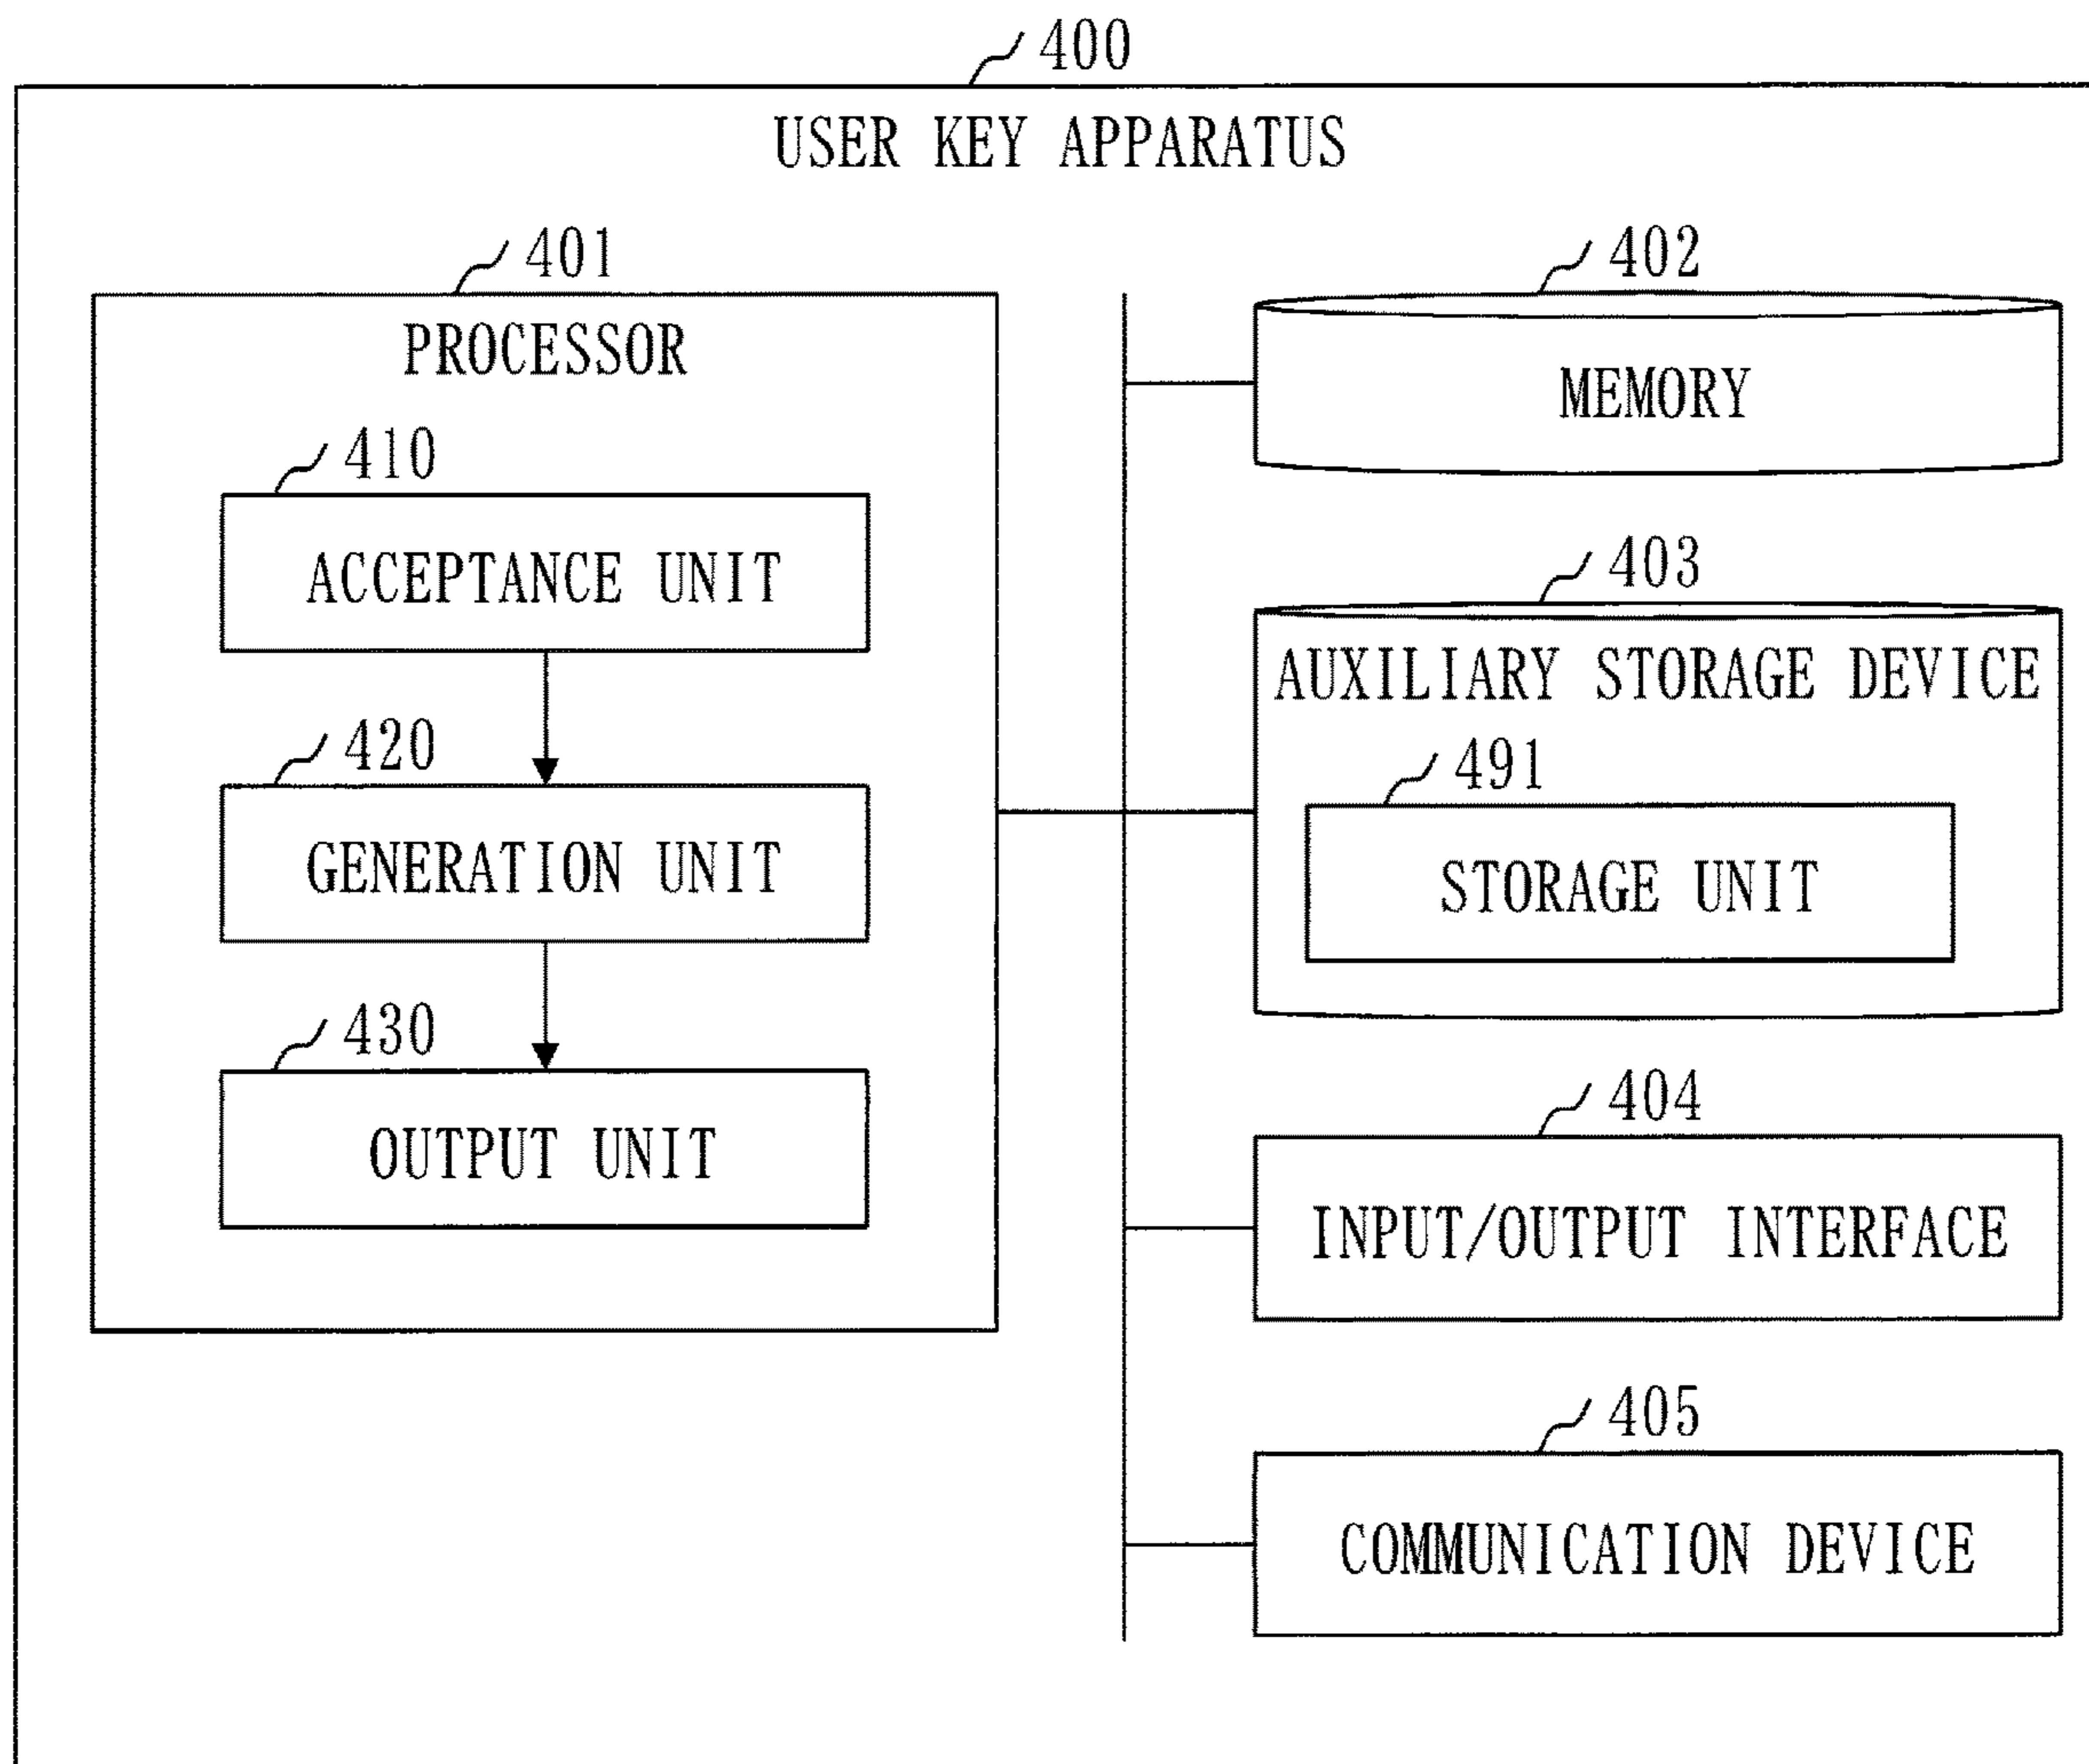 400
USER KEY APPARATUS
401
PROCESSOR
410
ACCEPTANCE UNIT
420
GENERATION UNIT
430
OUTPUT UNIT
402
MEMORY
403
AUXILIARY STORAGE DEVICE
491
STORAGE UNIT
404
INPUT/OUTPUT INTERFACE
405
COMMUNICATION DEVICE